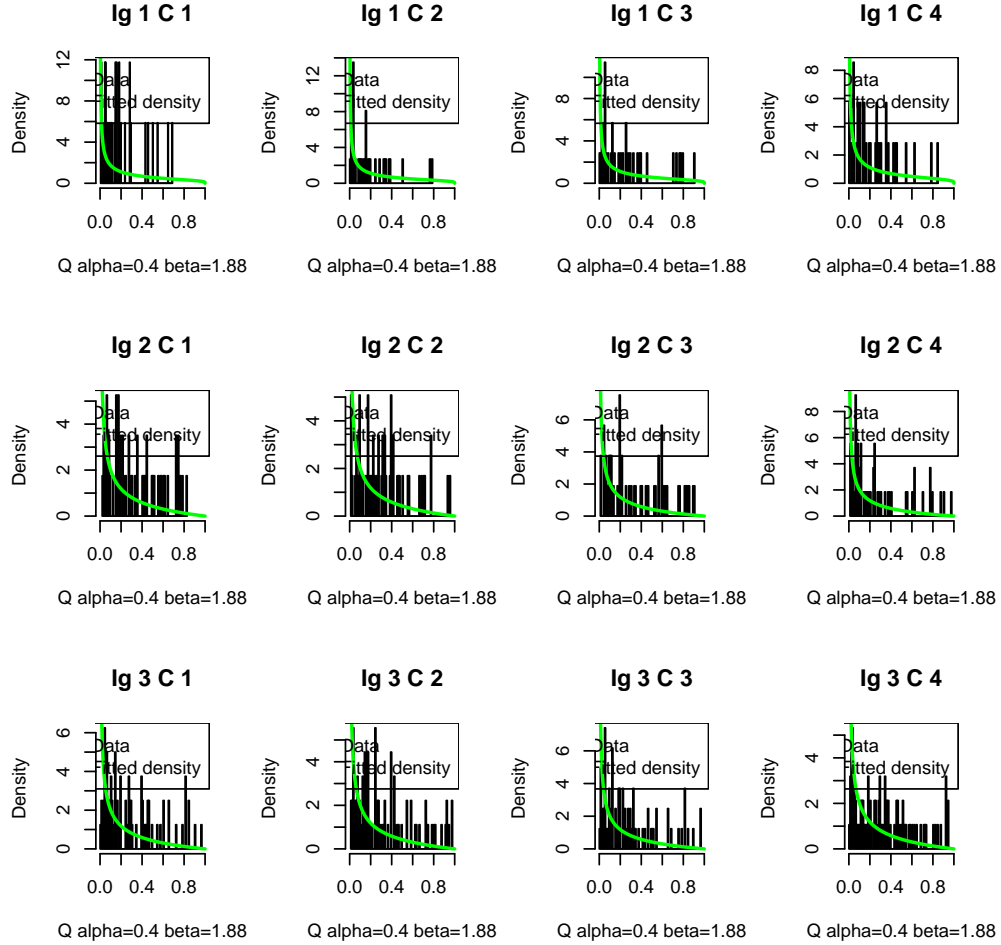 Ig 1 C 1
Density
0 4 8 12
Data
Fitted density
0.0 0.4 0.8
Q alpha=0.4 beta=1.88
Ig 1 C 2
Density
0 4 8 12
Data
Fitted density
0.0 0.4 0.8
Q alpha=0.4 beta=1.88
Ig 1 C 3
Density
0 4 8
Data
Fitted density
0.0 0.4 0.8
Q alpha=0.4 beta=1.88
Ig 1 C 4
Density
0 2 4 6 8
Data
Fitted density
0.0 0.4 0.8
Q alpha=0.4 beta=1.88
Ig 2 C 1
Density
0 2 4
Data
Fitted density
0.0 0.4 0.8
Q alpha=0.4 beta=1.88
Ig 2 C 2
Density
0 1 2 3 4
Data
Fitted density
0.0 0.4 0.8
Q alpha=0.4 beta=1.88
Ig 2 C 3
Density
0 2 4 6
Data
Fitted density
0.0 0.4 0.8
Q alpha=0.4 beta=1.88
Ig 2 C 4
Density
0 2 4 6 8
Data
Fitted density
0.0 0.4 0.8
Q alpha=0.4 beta=1.88
Ig 3 C 1
Density
0 2 4 6
Data
Fitted density
0.0 0.4 0.8
Q alpha=0.4 beta=1.88
Ig 3 C 2
Density
0 2 4
Data
Fitted density
0.0 0.4 0.8
Q alpha=0.4 beta=1.88
Ig 3 C 3
Density
0 2 4 6
Data
Fitted density
0.0 0.4 0.8
Q alpha=0.4 beta=1.88
Ig 3 C 4
Density
0 2 4
Data
Fitted density
0.0 0.4 0.8
Q alpha=0.4 beta=1.88